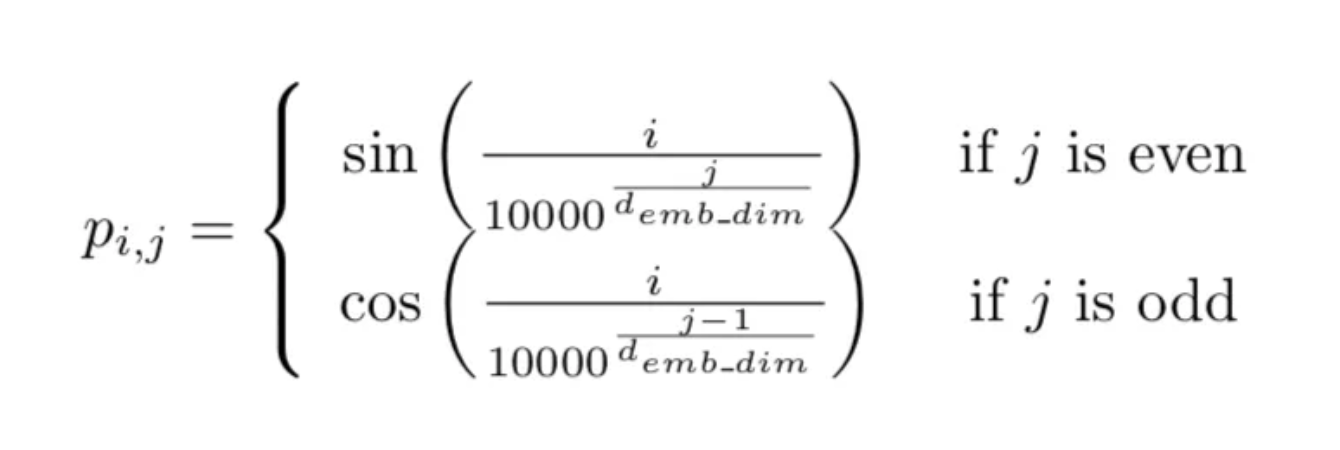 p_{i,j} = \begin{cases} \sin\left(\frac{i}{10000^{\frac{j}{d_{emb\_dim}}}}\right) & \text{if } j \text{ is even} \\ \cos\left(\frac{i}{10000^{\frac{j-1}{d_{emb\_dim}}}}\right) & \text{if } j \text{ is odd} \end{cases}